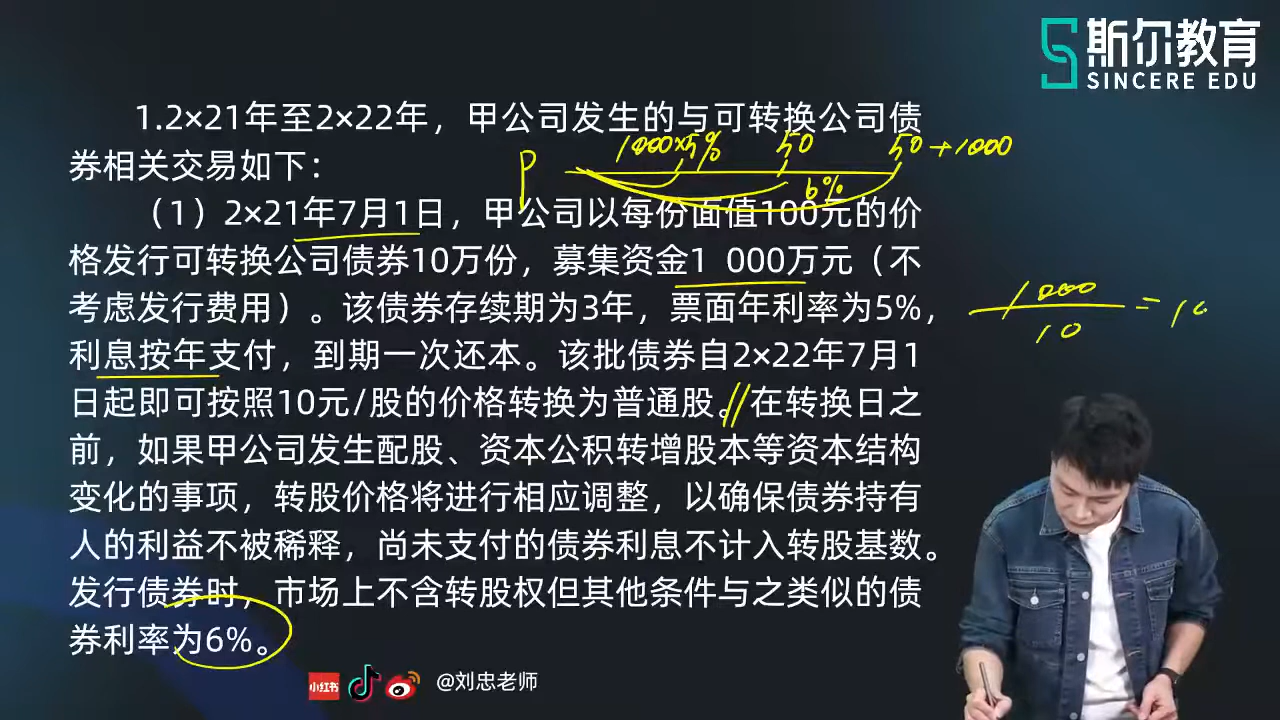 斯尔教育
SINCERE EDU
1.2×21年至2×22年，甲公司发生的与可转换公司债
券相关交易如下：
P 1000×5% 50 50+1000
6%
（1）2×21年7月1日，甲公司以每份面值100元的价
格发行可转换公司债券10万份，募集资金1 000万元（不
考虑发行费用）。该债券存续期为3年，票面年利率为5%，
1000
10
= 10
利息按年支付，到期一次还本。该批债券自2×22年7月1
日起即可按照10元/股的价格转换为普通股。在转换日之
前，如果甲公司发生配股、资本公积转增股本等资本结构
变化的事项，转股价格将进行相应调整，以确保债券持有
人的利益不被稀释，尚未支付的债券利息不计入转股基数。
发行债券时，市场上不含转股权但其他条件与之类似的债
券利率为6%。
小红书
@刘忠老师